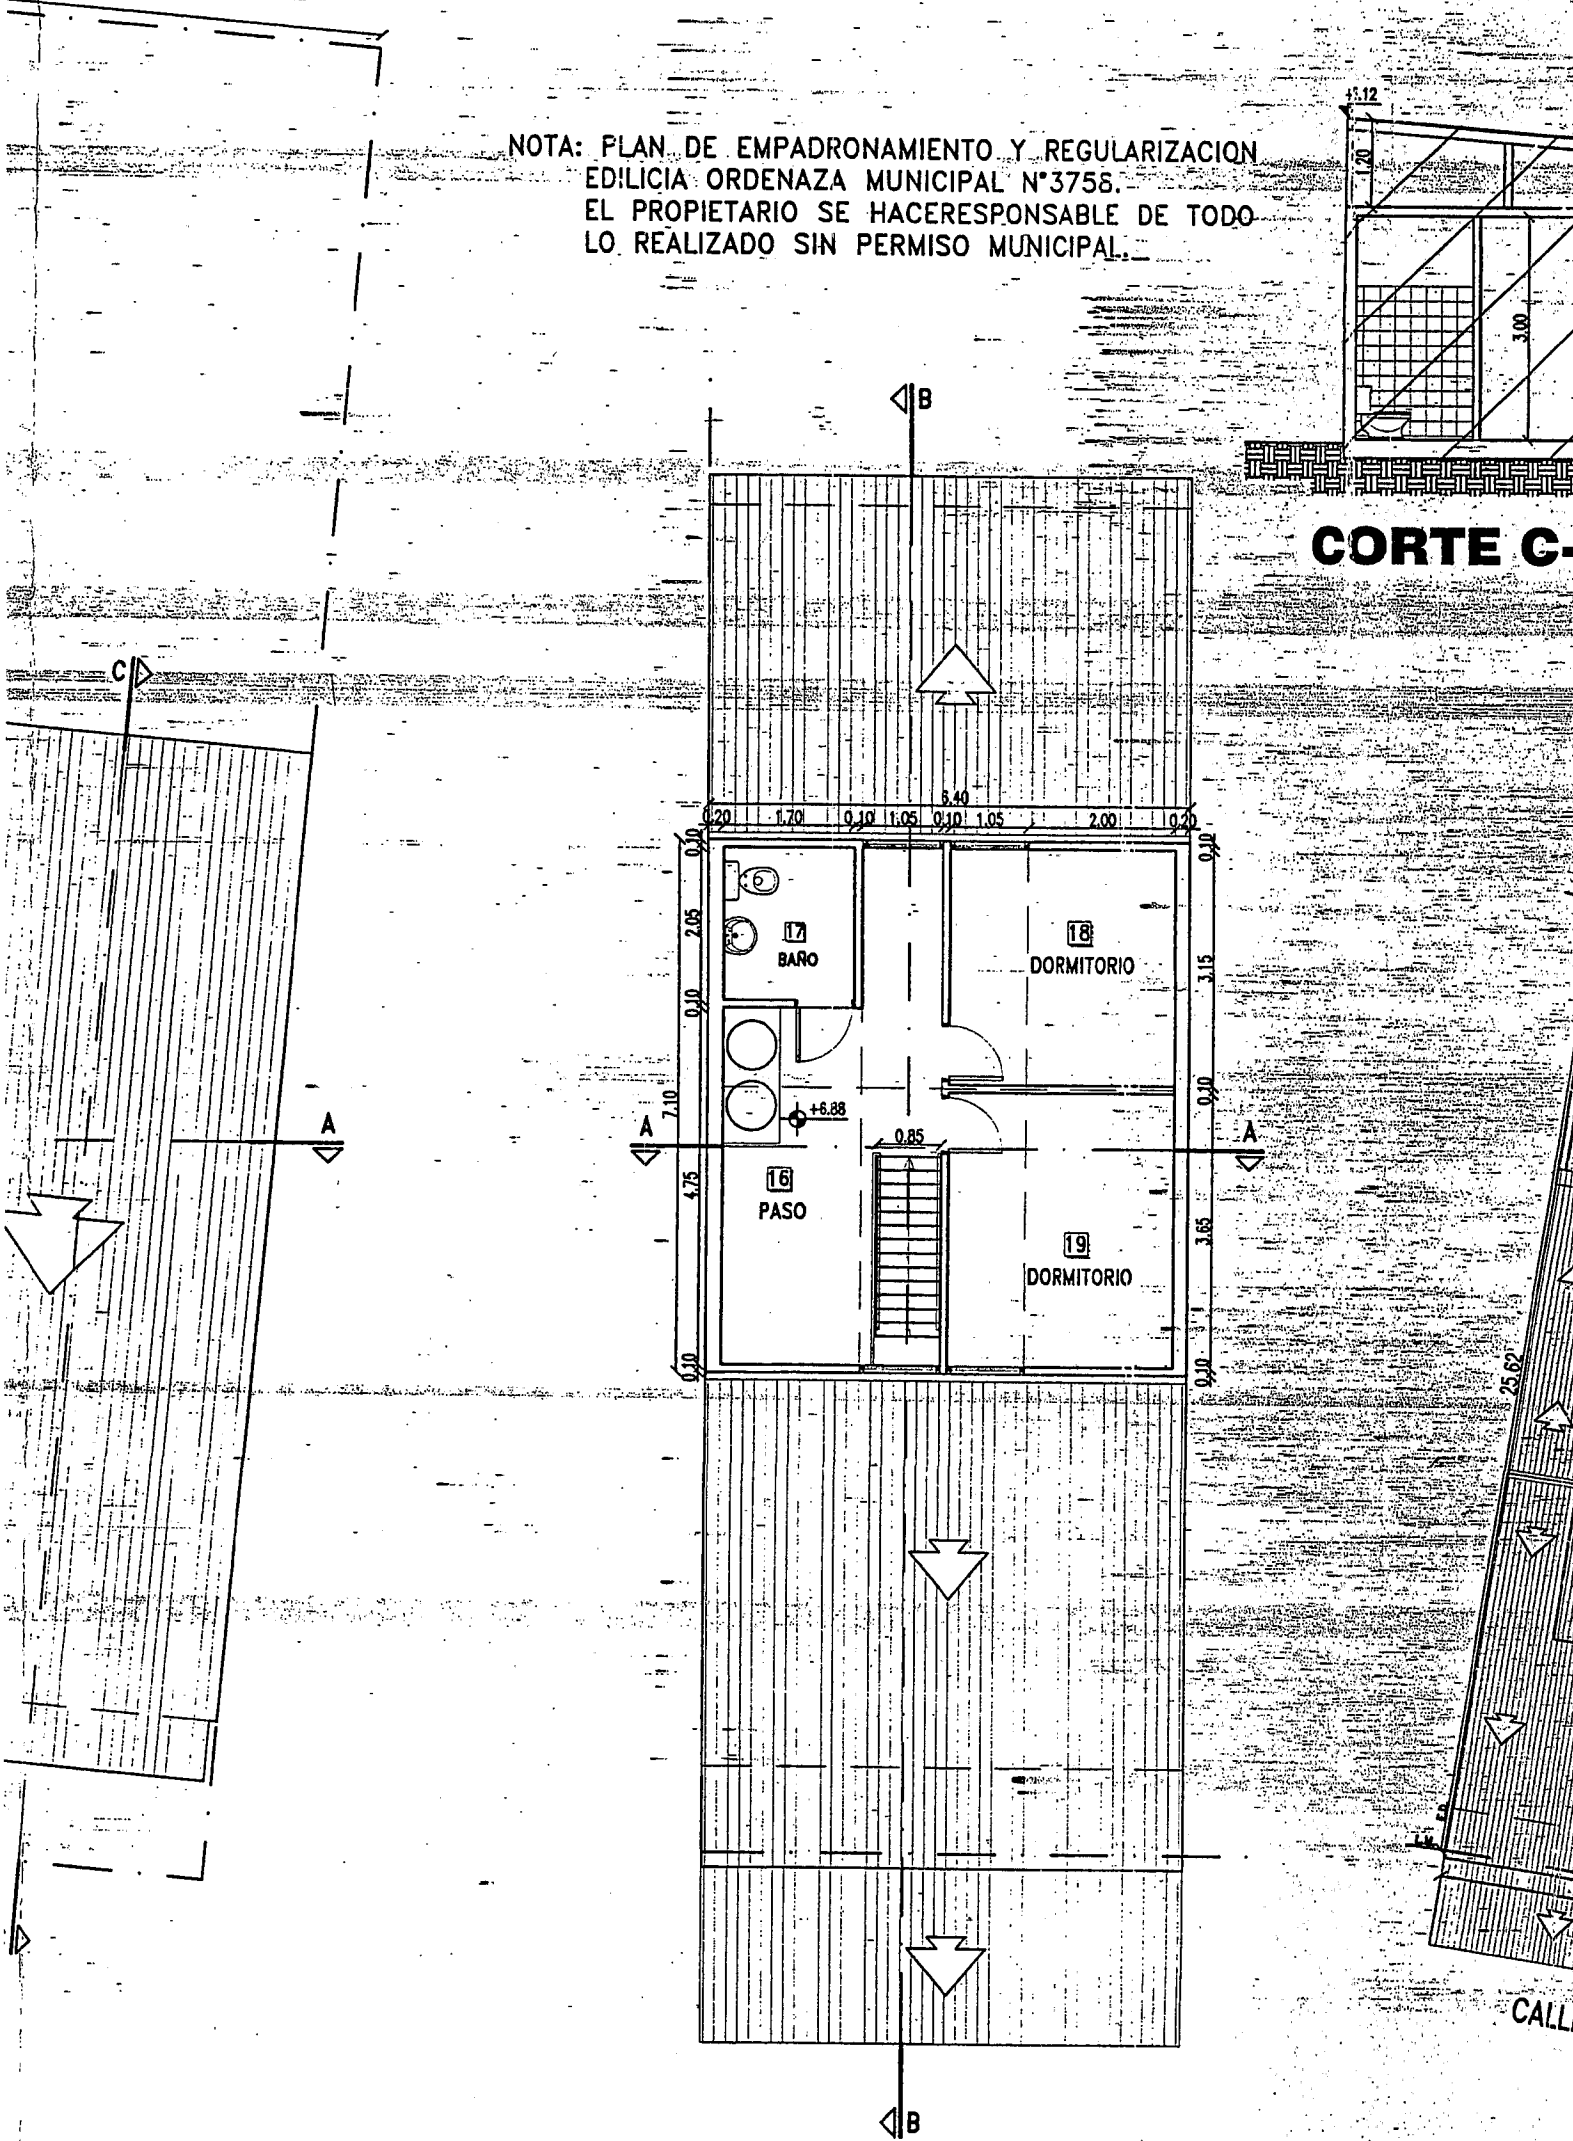 NOTA: PLAN DE EMPADRONAMIENTO Y REGULARIZACION
EDILICIA ORDENAZA MUNICIPAL N°3758.
EL PROPIETARIO SE HACERESPONSABLE DE TODO
LO REALIZADO SIN PERMISO MUNICIPAL.
1.20
3.00
CORTE C-
B
C
6.40
0.20 1.70 0.10 1.05 0.10 1.05 2.00 0.20
0.10
2.05
0.10
7.10
4.75
0.10
0.10
3.15
0.10
3.65
0.10
17
BAÑO
18
DORMITORIO
+6.88
0.85
A
A
A
16
PASO
19
DORMITORIO
25.62
L.M.
CALL
B